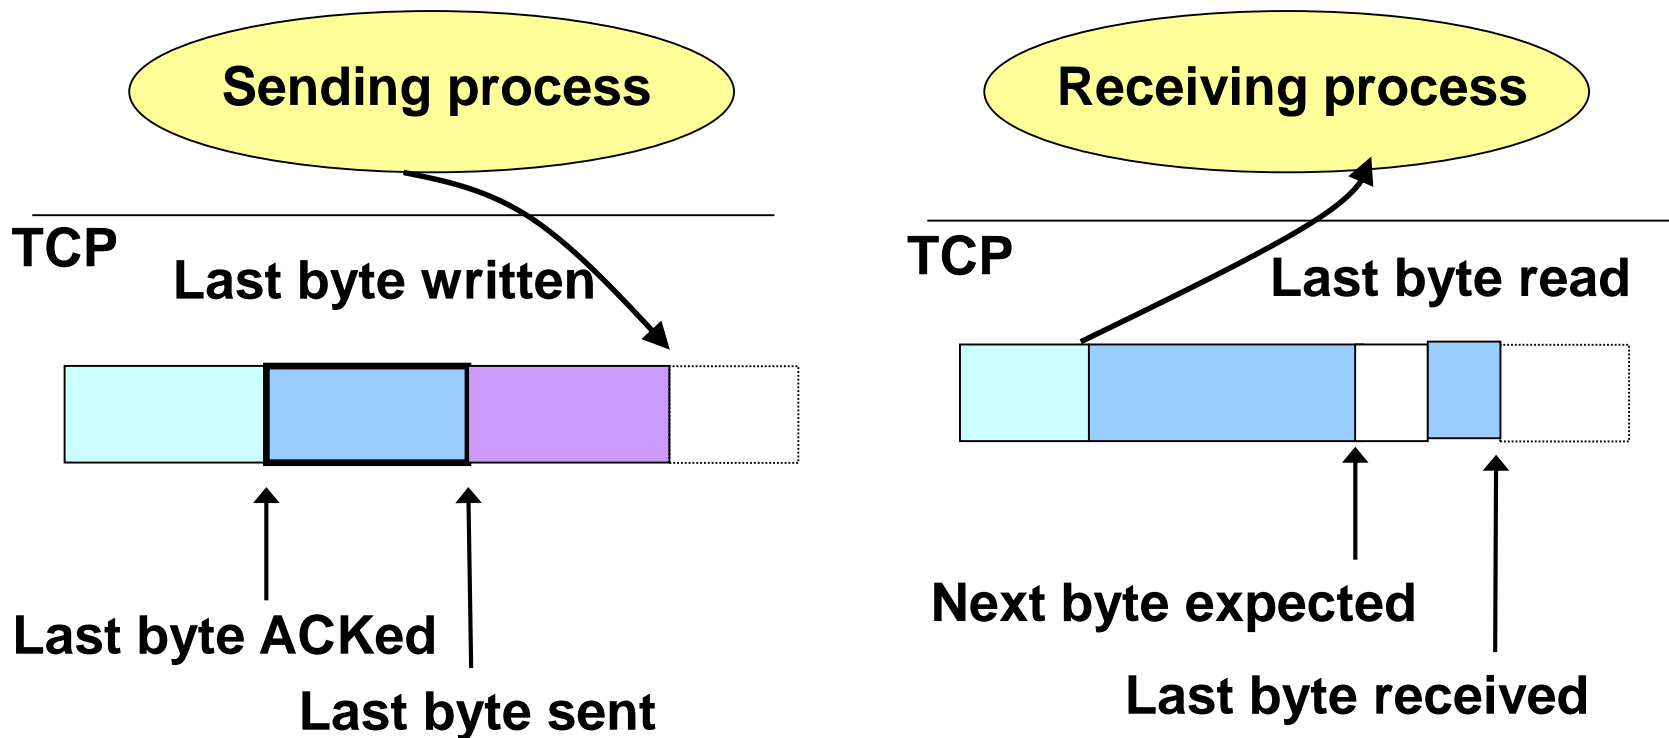 Sending process
TCP
Last byte written
Last byte ACKed
Last byte sent
Receiving process
TCP
Last byte read
Next byte expected
Last byte received